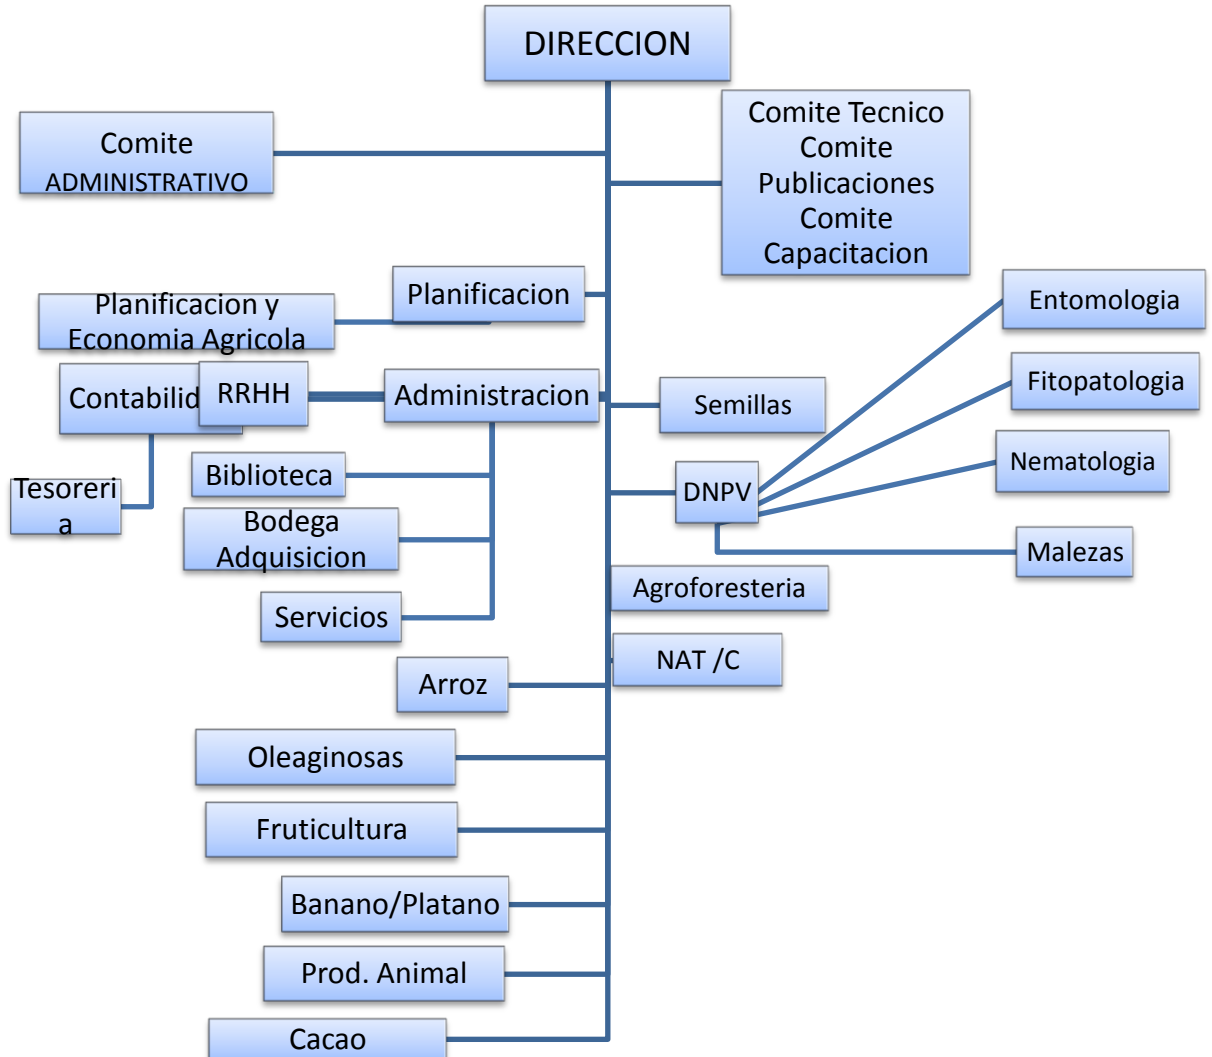 DIRECCION
Comite
ADMINISTRATIVO
Comite Tecnico
Comite
Publicaciones
Comite
Capacitacion
Planificacion
Planificacion y
Economia Agricola
Entomologia
Contabilid
RRHH
Administracion
Semillas
Fitopatologia
Biblioteca
DNPV
Nematologia
Tesoreri
a
Bodega
Adquisicion
Malezas
Servicios
Agroforesteria
NAT /C
Arroz
Oleaginosas
Fruticultura
Banano/Platano
Prod. Animal
Cacao